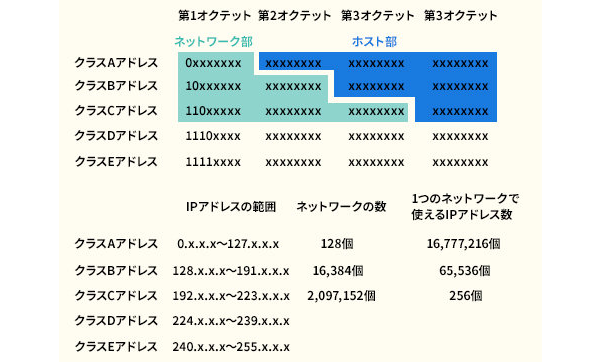 第1オクテット 第2オクテット 第3オクテット 第3オクテット
ネットワーク部 ホスト部
クラスAアドレス 0xxxxxxx xxxxxxxx xxxxxxxx xxxxxxxx
クラスBアドレス 10xxxxxx xxxxxxxx xxxxxxxx xxxxxxxx
クラスCアドレス 110xxxxx xxxxxxxx xxxxxxxx xxxxxxxx
クラスDアドレス 1110xxxx xxxxxxxx xxxxxxxx xxxxxxxx
クラスEアドレス 1111xxxx xxxxxxxx xxxxxxxx xxxxxxxx
IPアドレスの範囲 ネットワークの数 1つのネットワークで
使えるIPアドレス数
クラスAアドレス 0.x.x.x〜127.x.x.x 128個 16,777,216個
クラスBアドレス 128.x.x.x〜191.x.x.x 16,384個 65,536個
クラスCアドレス 192.x.x.x〜223.x.x.x 2,097,152個 256個
クラスDアドレス 224.x.x.x〜239.x.x.x
クラスEアドレス 240.x.x.x〜255.x.x.x